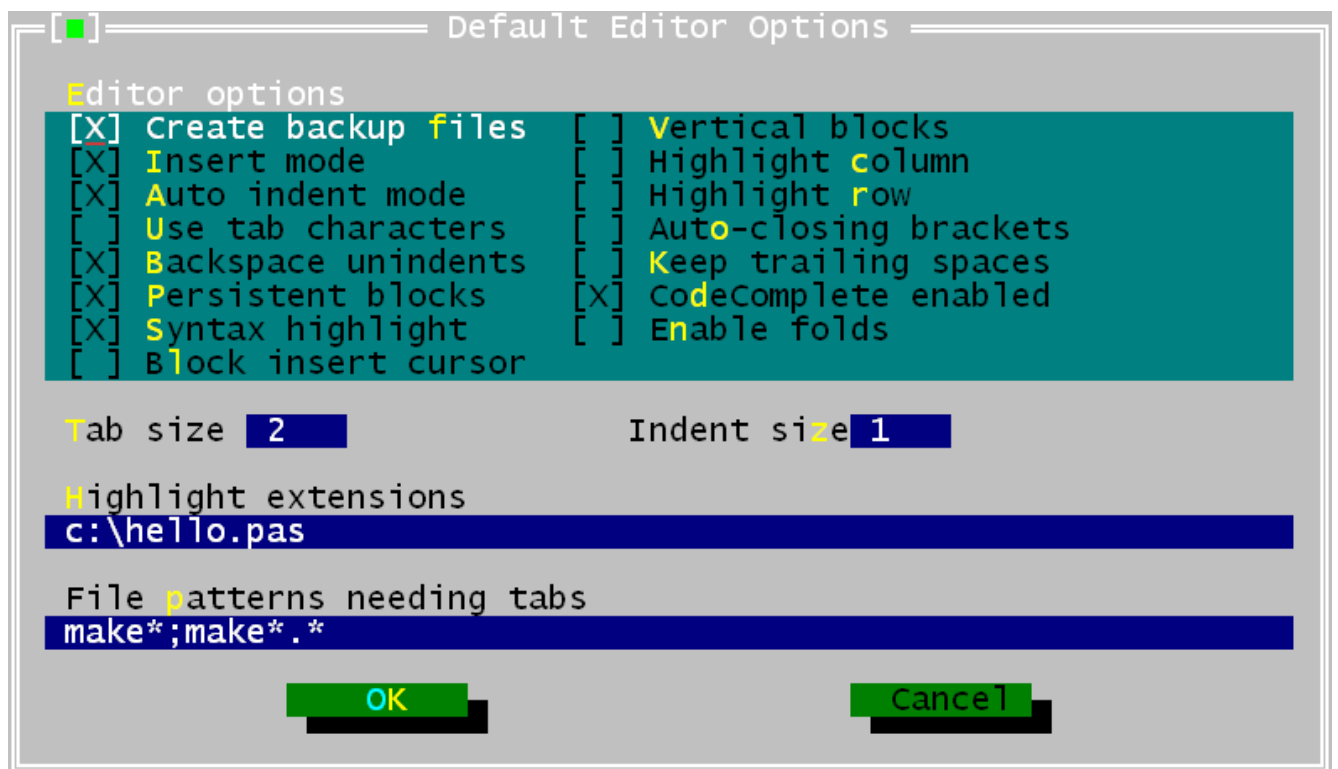 [■] Default Editor Options
Editor options
[X] Create backup files [ ] Vertical blocks
[X] Insert mode [ ] Highlight column
[X] Auto indent mode [ ] Highlight row
[ ] Use tab characters [ ] Auto-closing brackets
[X] Backspace unindents [ ] Keep trailing spaces
[X] Persistent blocks [X] CodeComplete enabled
[X] Syntax highlight [ ] Enable folds
[ ] Block insert cursor
Tab size 2 Indent size 1
Highlight extensions
c:\hello.pas
File patterns needing tabs
make*;make*.*
OK Cancel